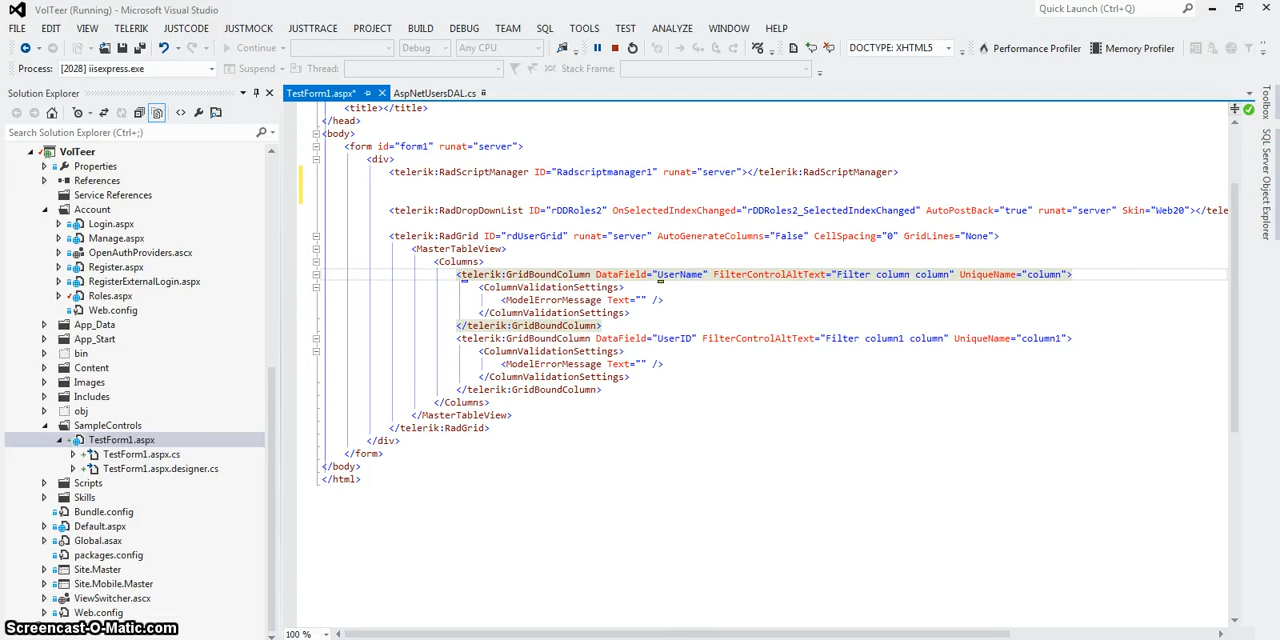 VolTeer (Running) - Microsoft Visual Studio
Quick Launch (Ctrl+Q)
FILE EDIT VIEW TELERIK JUSTCODE JUSTMOCK JUSTTRACE PROJECT BUILD DEBUG TEAM SQL TOOLS TEST ANALYZE WINDOW HELP
Continue Debug Any CPU DOCTYPE: XHTML5 Performance Profiler Memory Profiler
Process: [2028] iisexpress.exe Suspend Thread: Stack Frame:
Solution Explorer
TestForm1.aspx* AspNetUsersDAL.cs
Search Solution Explorer (Ctrl+;)
VolTeer
Properties
References
Service References
Account
Login.aspx
Manage.aspx
OpenAuthProviders.ascx
Register.aspx
RegisterExternalLogin.aspx
Roles.aspx
Web.config
App_Data
App_Start
bin
Content
Images
Includes
obj
SampleControls
TestForm1.aspx
TestForm1.aspx.cs
TestForm1.aspx.designer.cs
Scripts
Skills
Bundle.config
Default.aspx
Global.asax
packages.config
Site.Master
Site.Mobile.Master
ViewSwitcher.ascx
Web.config
<title></title>
</head>
<body>
<form id="form1" runat="server">
<div>
<telerik:RadScriptManager ID="Radscriptmanager1" runat="server"></telerik:RadScriptManager>
<telerik:RadDropDownList ID="rDDRoles2" OnSelectedIndexChanged="rDDRoles2_SelectedIndexChanged" AutoPostBack="true" runat="server" Skin="Web20"></tele
<telerik:RadGrid ID="rdUserGrid" runat="server" AutoGenerateColumns="False" CellSpacing="0" GridLines="None">
<MasterTableView>
<Columns>
<telerik:GridBoundColumn DataField="UserName" FilterControlAltText="Filter column column" UniqueName="column">
<ColumnValidationSettings>
<ModelErrorMessage Text="" />
</ColumnValidationSettings>
</telerik:GridBoundColumn>
<telerik:GridBoundColumn DataField="UserID" FilterControlAltText="Filter column1 column" UniqueName="column1">
<ColumnValidationSettings>
<ModelErrorMessage Text="" />
</ColumnValidationSettings>
</telerik:GridBoundColumn>
</Columns>
</MasterTableView>
</telerik:RadGrid>
</div>
</form>
</body>
</html>
100 %
Toolbox
SQL Server Object Explorer
Screencast-O-Matic.com